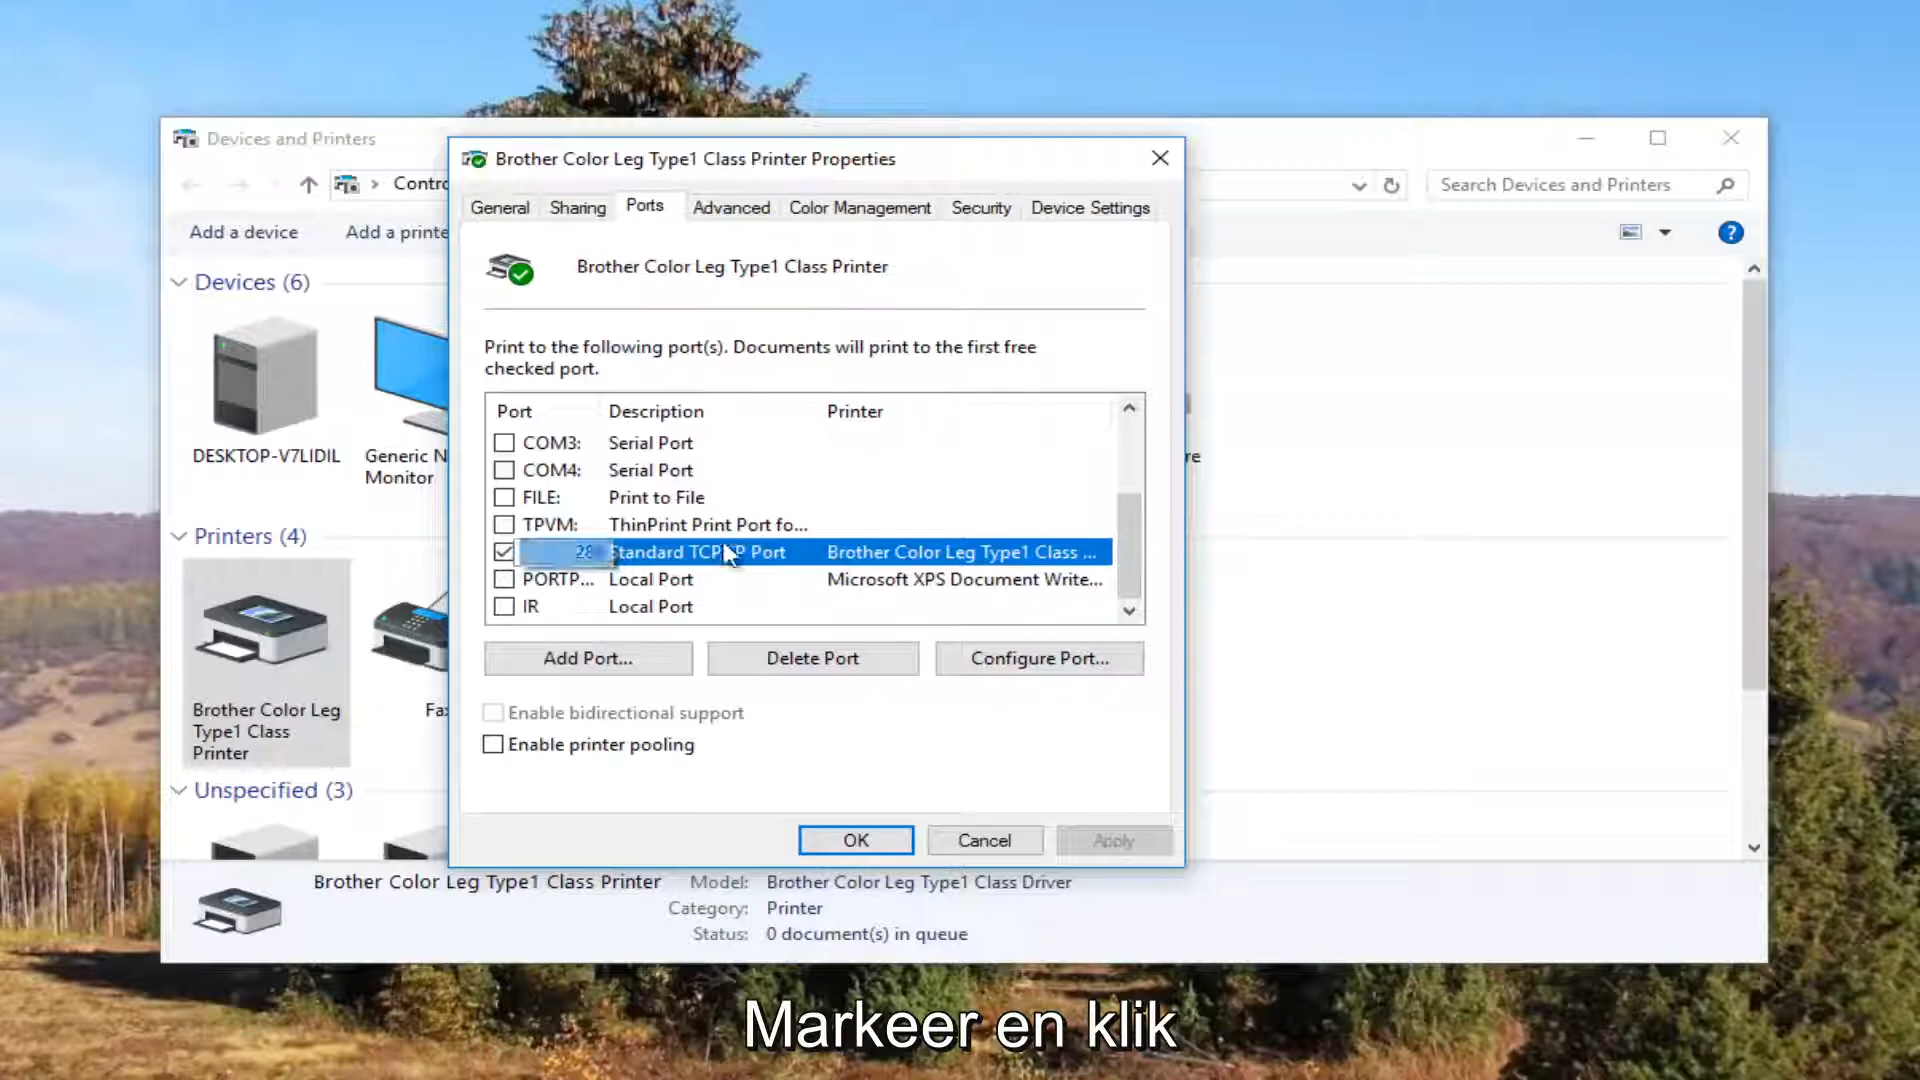 Devices and Printers
Brother Color Leg Type1 Class Printer Properties
Search Devices and Printers
General Sharing Ports Advanced Color Management Security Device Settings
Add a device
Devices (6)
DESKTOP-V7LIDIL
Monitor
Printers (4)
Brother Color Leg
Type1 Class
Printer
Unspecified (3)
Brother Color Leg Type1 Class Printer
Print to the following port(s). Documents will print to the first free
checked port.
Port Description Printer
COM3: Serial Port
COM4: Serial Port
FILE: Print to File
TPVM: ThinPrint Print Port fo...
Standard Port Brother Color Leg Type1 Class ...
PORTP... Local Port Microsoft XPS Document Write...
IR Local Port
Add Port... Delete Port Configure Port...
Enable bidirectional support
Enable printer pooling
OK Cancel Apply
Brother Color Leg Type1 Class Printer
Model: Brother Color Leg Type1 Class Driver
Category: Printer
Status: 0 document(s) in queue
Markeer en klik